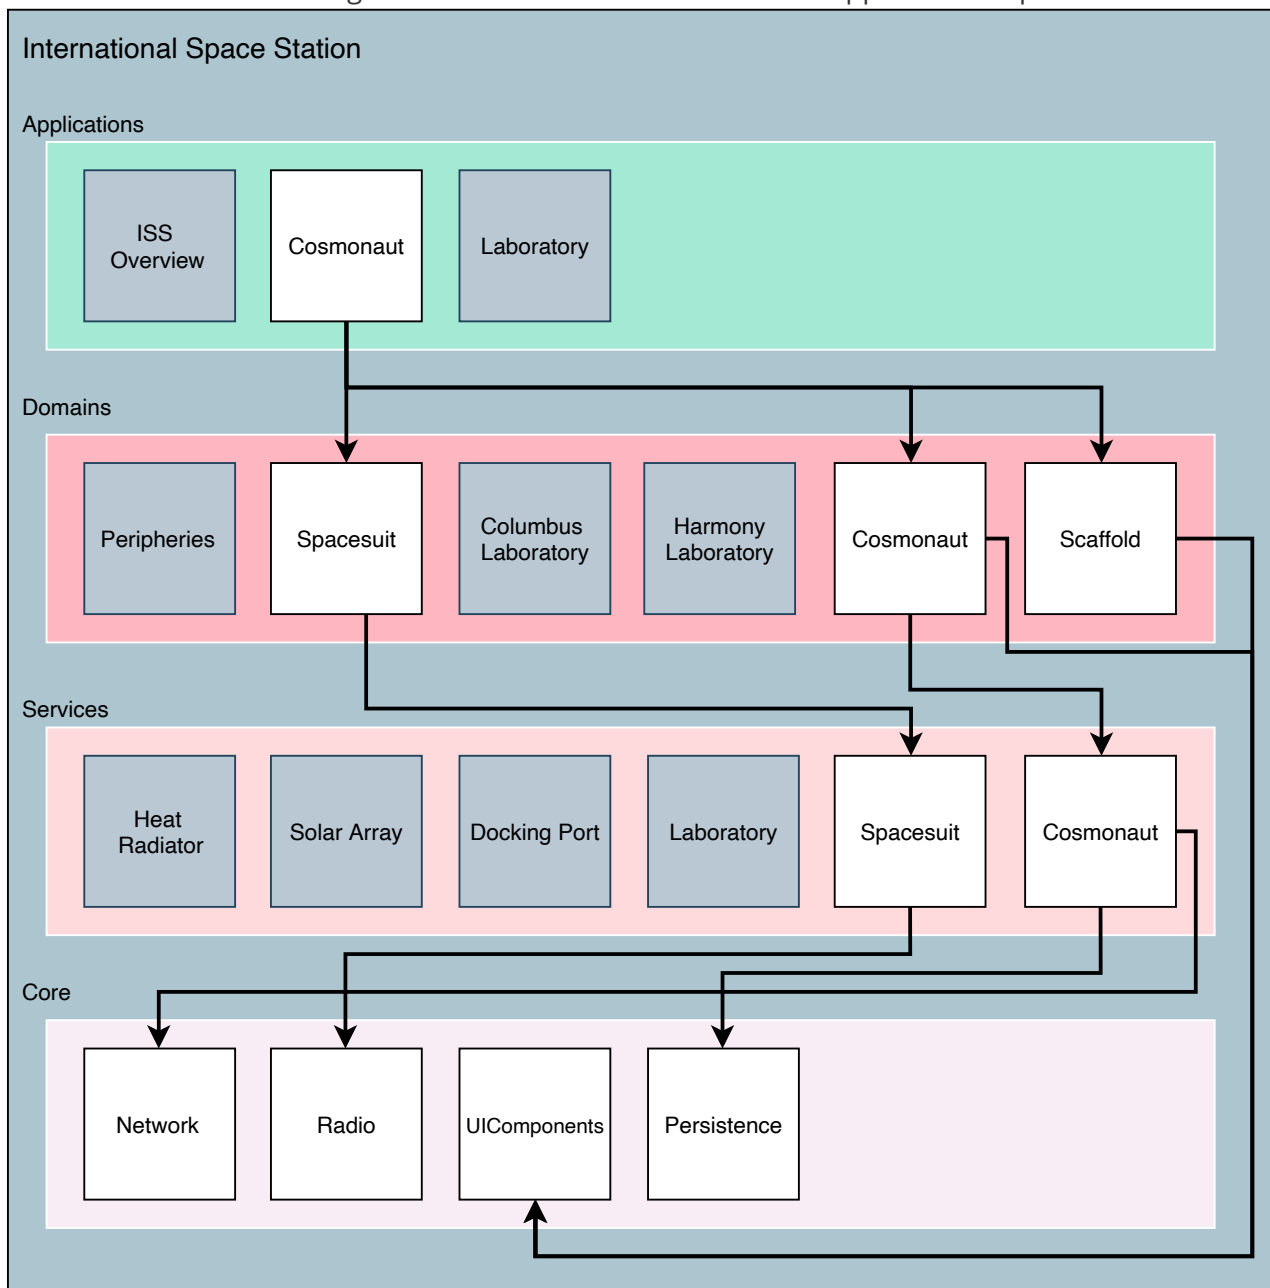 International Space Station
Applications
ISS
Overview
Cosmonaut
Laboratory
Domains
Peripheries
Spacesuit
Columbus
Laboratory
Harmony
Laboratory
Cosmonaut
Scaffold
Services
Heat
Radiator
Solar Array
Docking Port
Laboratory
Spacesuit
Cosmonaut
Core
Network
Radio
UIComponents
Persistence